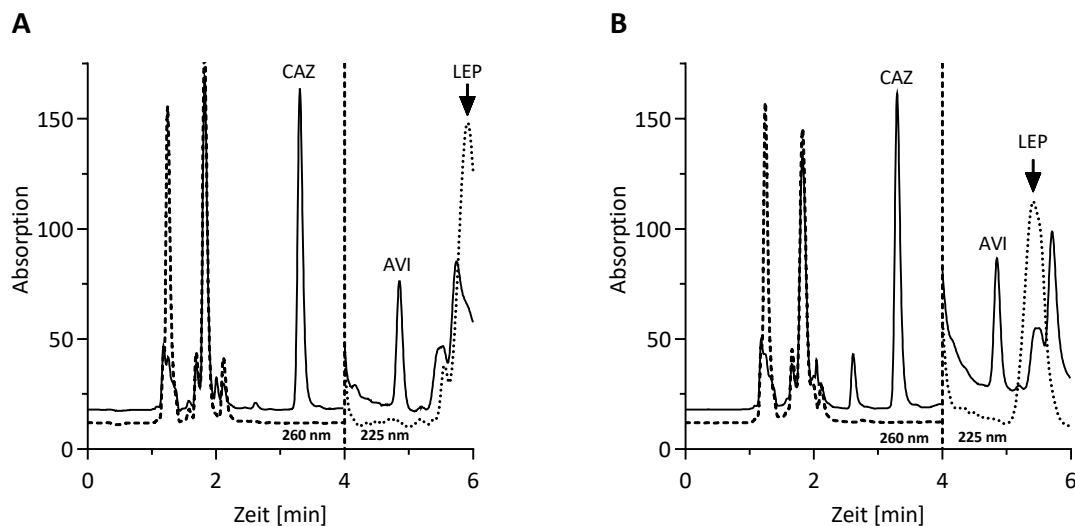 A
CAZ
LEP
AVI
Absorption
150
100
50
0
260 nm
225 nm
0
2
4
6
Zeit [min]
B
CAZ
LEP
AVI
Absorption
150
100
50
0
260 nm
225 nm
0
2
4
6
Zeit [min]